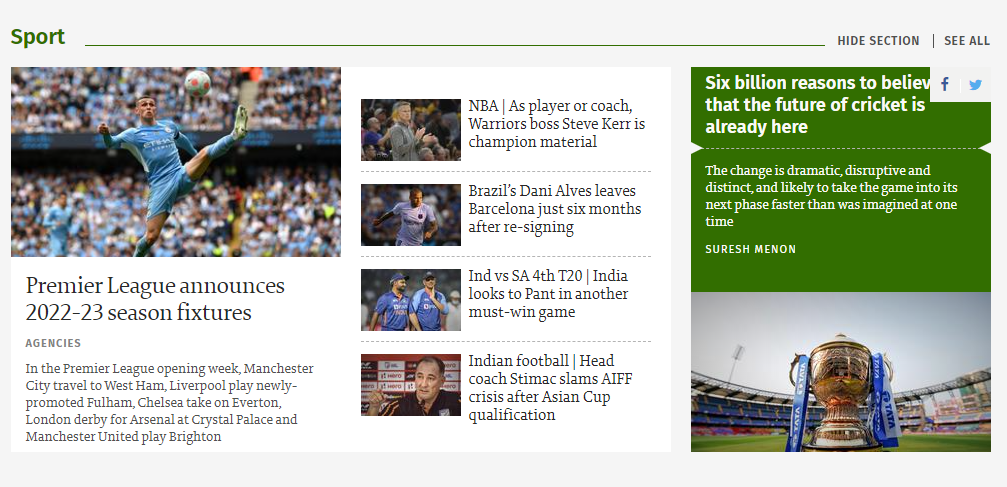 Sport
HIDE SECTION | SEE ALL
Premier League announces
2022-23 season fixtures
AGENCIES
In the Premier League opening week, Manchester
City travel to West Ham, Liverpool play newly-
promoted Fulham, Chelsea take on Everton,
London derby for Arsenal at Crystal Palace and
Manchester United play Brighton
NBA | As player or coach,
Warriors boss Steve Kerr is
champion material
Brazil’s Dani Alves leaves
Barcelona just six months
after re-signing
Ind vs SA 4th T20 | India
looks to Pant in another
must-win game
Indian football | Head
coach Stimac slams AIFF
crisis after Asian Cup
qualification
Six billion reasons to believ
that the future of cricket is
already here
The change is dramatic, disruptive and
distinct, and likely to take the game into its
next phase faster than was imagined at one
time
SURESH MENON
TATA
TATA
VIVO